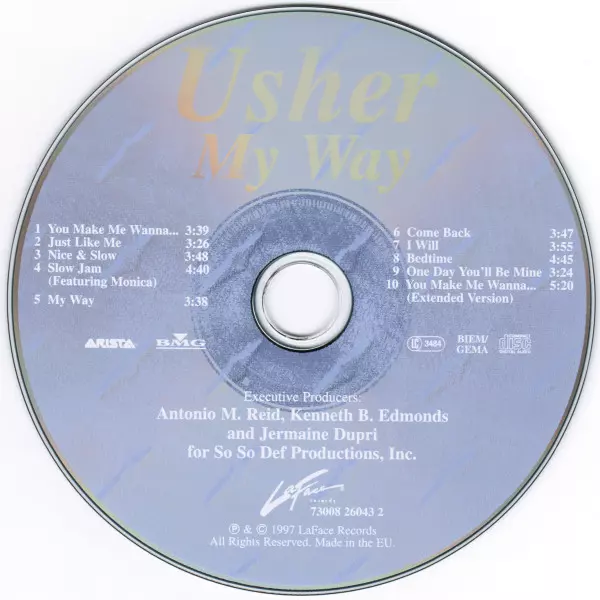 Usher
My Way
1 You Make Me Wanna... 3:39
2 Just Like Me 3:26
3 Nice & Slow 3:48
4 Slow Jam 4:40
(Featuring Monica)
5 My Way 3:38
6 Come Back 3:47
7 I Will 3:55
8 Bedtime 4:45
9 One Day You'll Be Mine 3:24
10 You Make Me Wanna... 5:20
(Extended Version)
ARISTA
BMG
LC 3484
BIEM/
GEMA
COMPACT
disc
DIGITAL AUDIO
Executive Producers:
Antonio M. Reid, Kenneth B. Edmonds
and Jermaine Dupri
for So So Def Productions, Inc.
LaFace
records
73008 26043 2
℗ & © 1997 LaFace Records
All Rights Reserved. Made in the EU.